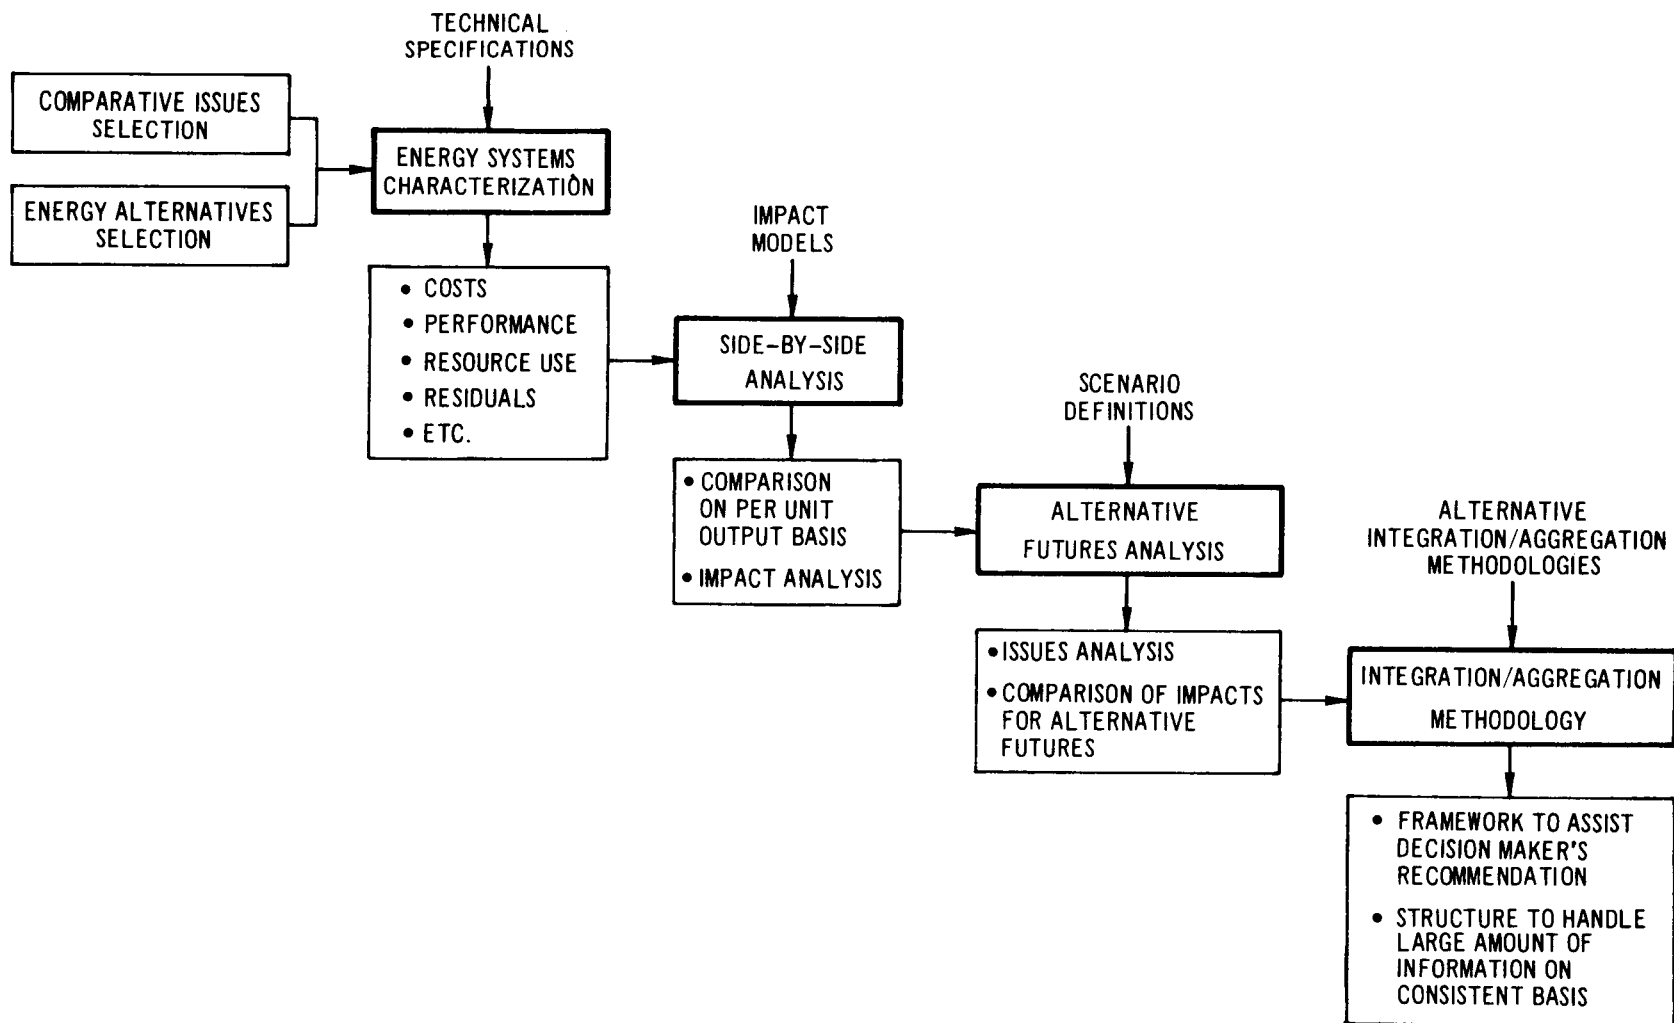 TECHNICAL
SPECIFICATIONS
COMPARATIVE ISSUES
SELECTION
ENERGY ALTERNATIVES
SELECTION
ENERGY SYSTEMS
CHARACTERIZATION
• COSTS
• PERFORMANCE
• RESOURCE USE
• RESIDUALS
• ETC.
IMPACT
MODELS
SIDE-BY-SIDE
ANALYSIS
• COMPARISON
ON PER UNIT
OUTPUT BASIS
• IMPACT ANALYSIS
SCENARIO
DEFINITIONS
ALTERNATIVE
FUTURES ANALYSIS
• ISSUES ANALYSIS
• COMPARISON OF IMPACTS
FOR ALTERNATIVE
FUTURES
ALTERNATIVE
INTEGRATION/AGGREGATION
METHODOLOGIES
INTEGRATION/AGGREGATION
METHODOLOGY
• FRAMEWORK TO ASSIST
DECISION MAKER'S
RECOMMENDATION
• STRUCTURE TO HANDLE
LARGE AMOUNT OF
INFORMATION ON
CONSISTENT BASIS